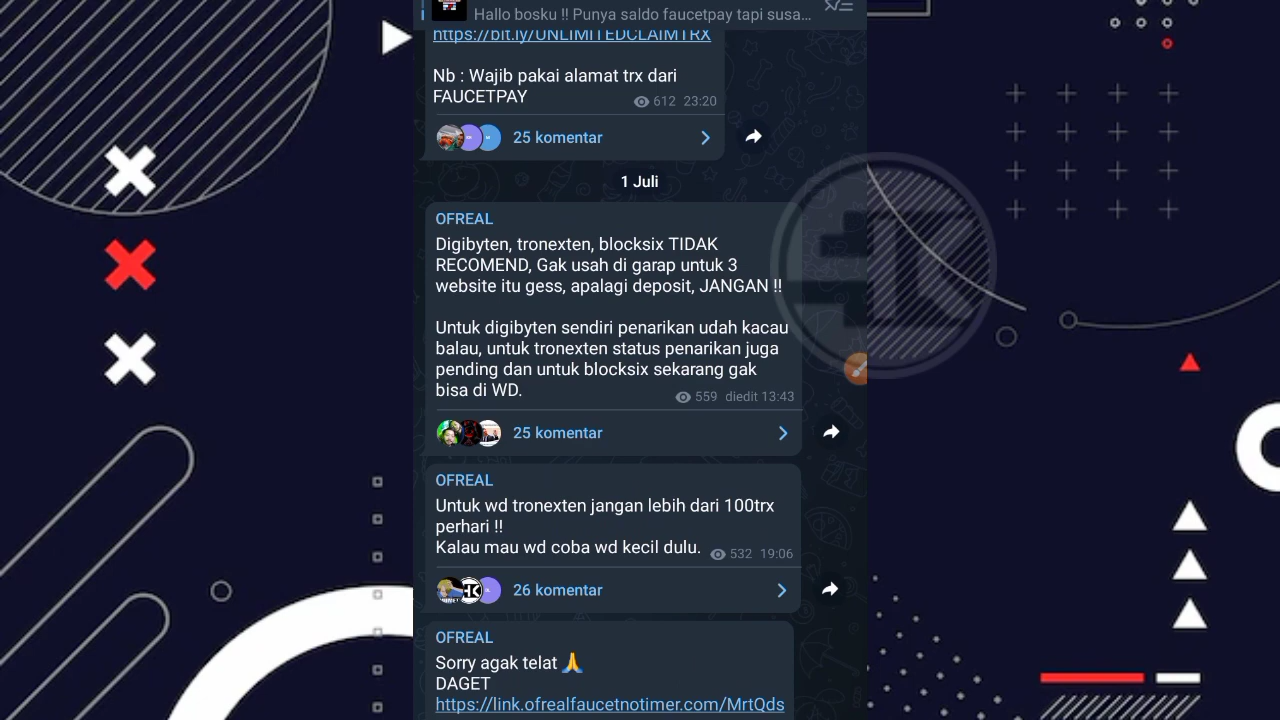 Hallo bosku !! Punya saldo faucetpay tapi susa...
https://bit.ly/UNLIMITEDCLAIMTRX
Nb : Wajib pakai alamat trx dari
FAUCETPAY
612 23:20
25 komentar
1 Juli
OFREAL
Digibyten, tronexten, blocksix TIDAK
RECOMEND, Gak usah di garap untuk 3
website itu gess, apalagi deposit, JANGAN !!
Untuk digibyten sendiri penarikan udah kacau
balau, untuk tronexten status penarikan juga
pending dan untuk blocksix sekarang gak
bisa di WD.
559 diedit 13:43
25 komentar
OFREAL
Untuk wd tronexten jangan lebih dari 100trx
perhari !!
Kalau mau wd coba wd kecil dulu.
532 19:06
26 komentar
OFREAL
Sorry agak telat 🙏
DAGET
https://link.ofrealfaucetnotimer.com/MrtQds